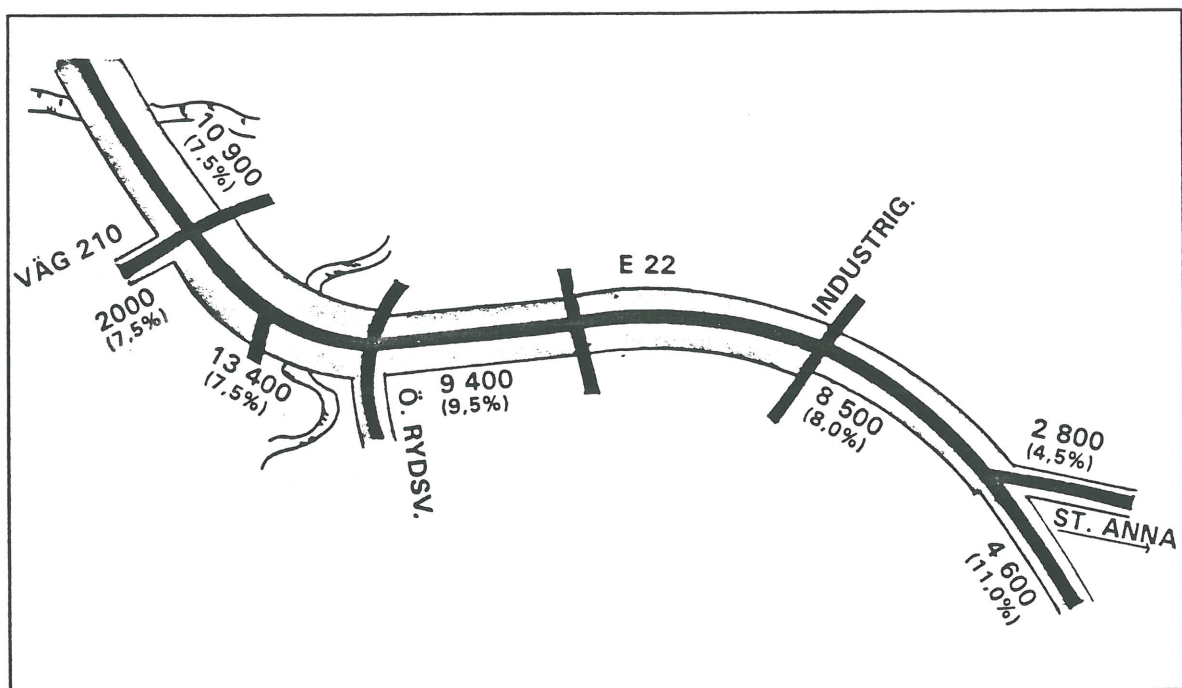 10 900
(7.5%)
VÄG 210
2000
(7,5%)
13 400
(7,5%)
Ö. RYDSV.
9 400
(9,5%)
E 22
INDUSTRIG.
8 500
(8,0%)
2 800
(4,5%)
ST. ANNA
4 600
(11.0%)